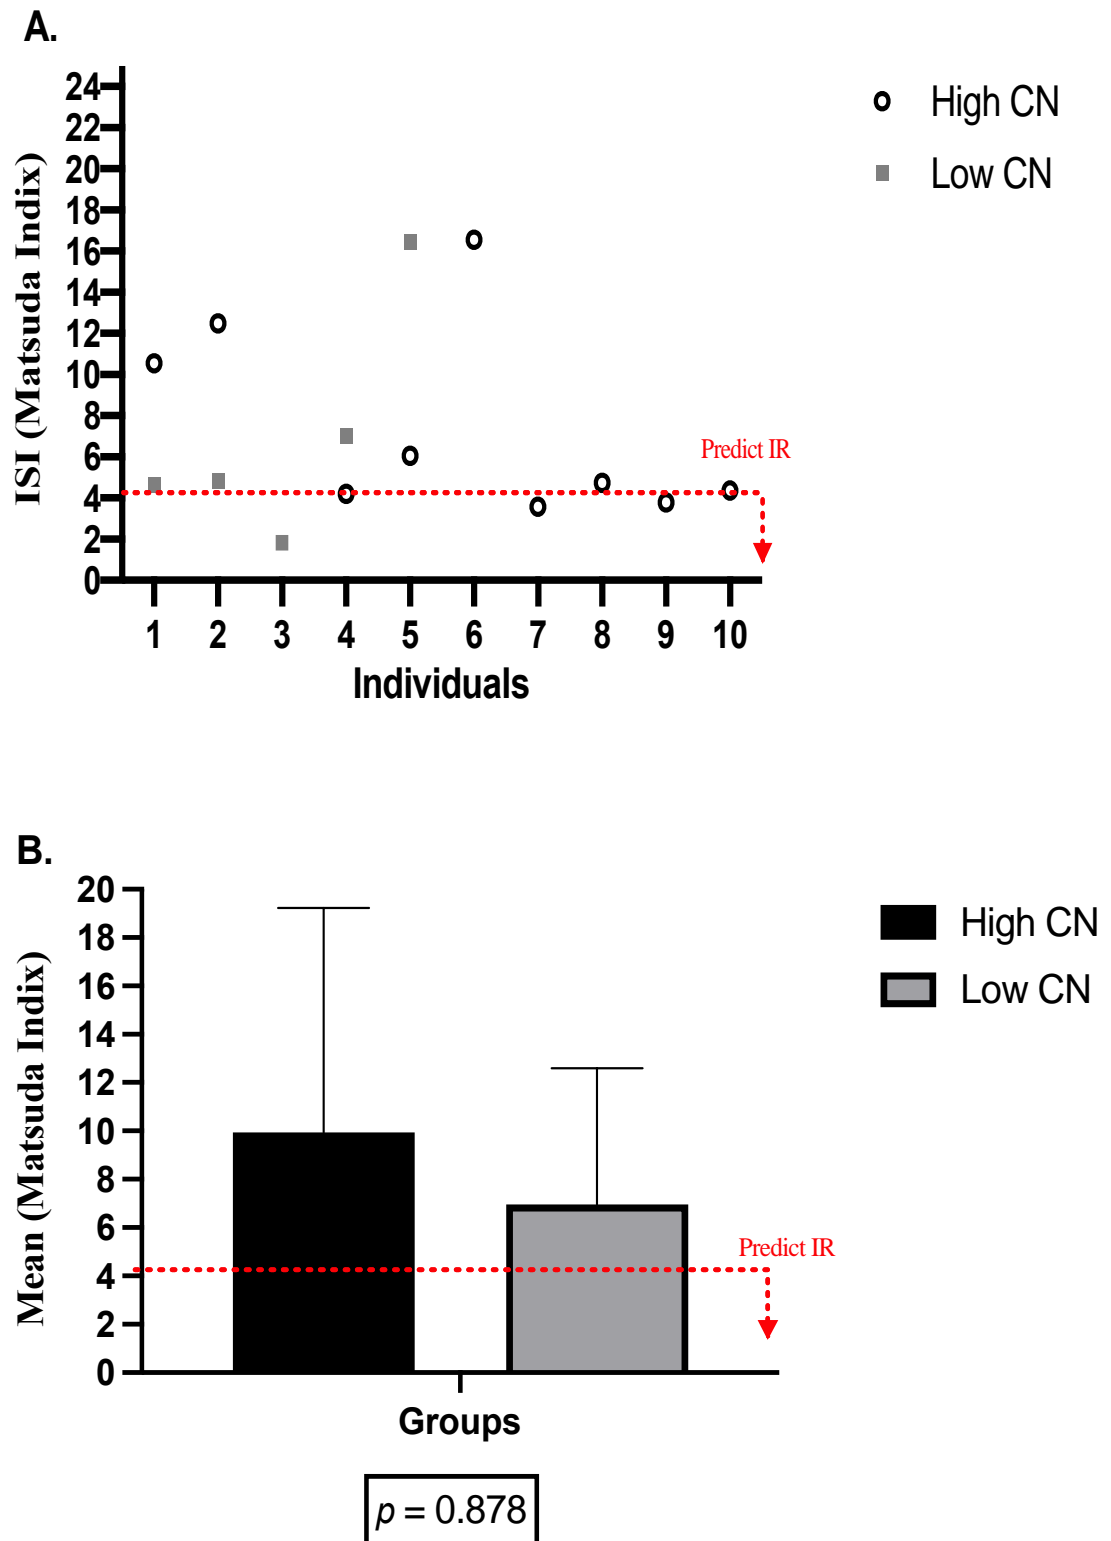 A.
ISI (Matsuda Indix)
24
22
20
18
16
14
12
10
8
6
4
2
0
1 2 3 4 5 6 7 8 9 10
Individuals
Predict IR
High CN
Low CN
B.
Mean (Matsuda Indix)
20
18
16
14
12
10
8
6
4
2
0
Groups
Predict IR
High CN
Low CN
p = 0.878